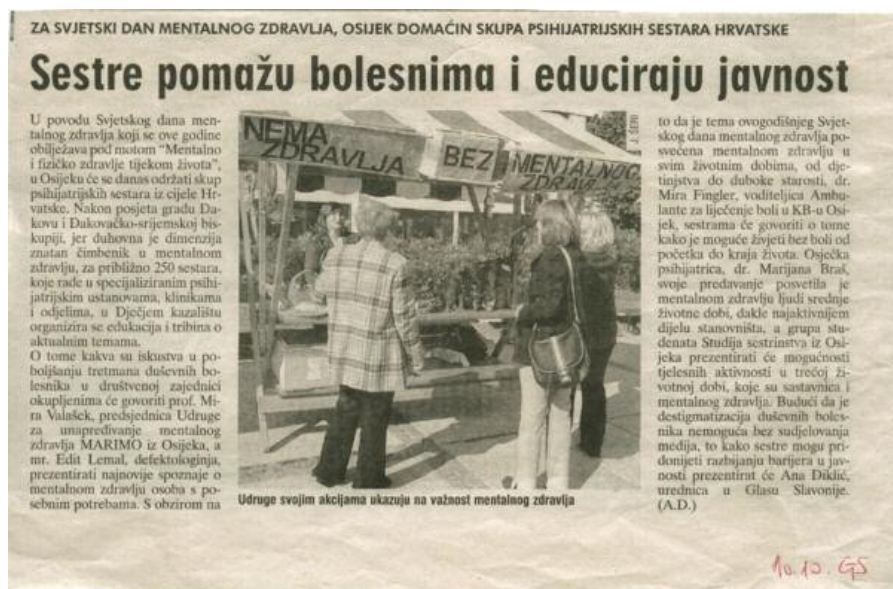 ZA SVJETSKI DAN MENTALNOG ZDRAVLJA, OSIJEK DOMAĆIN SKUPA PSIHIJATRIJSKIH SESTARA HRVATSKE
Sestre pomažu bolesnima i educiraju javnost
U povodu Svjetskog dana men-
talnog zdravlja koji se ove godine
obilježava pod motom "Mentalno
i fizičko zdravlje tijekom života",
u Osijeku će se danas održati skup
psihijatrijskih sestara iz cijele Hr-
vatske. Nakon posjeta gradu Đa-
kovu i Đakovačko-srijemskoj bis-
kupiji, jer duhovna je dimenzija
znatan čimbenik u mentalnom
zdravlju, za približno 250 sestara,
koje rade u specijaliziranim psihi-
jatrijskim ustanovama, klinikama
i odjelima, u Dječjem kazalištu
organizira se edukacija i tribina o
aktualnim temama.
O tome kakva su iskustva u po-
boljšanju tretmana duševnih bo-
lesnika u društvenoj zajednici
okupljenima će govoriti prof. Mi-
ra Valašek, predsjednica Udruge
za unapređivanje mentalnog
zdravlja MARIMO iz Osijeka, a
mr. Edit Lemal, defektologinja,
prezentirati najnovije spoznaje o
mentalnom zdravlju osoba s po-
sebnim potrebama. S obzirom na
J. ŠERI
NEMA
ZDRAVLJA
BEZ
MENTALNOG
ZDRAVLJ
Udruge svojim akcijama ukazuju na važnost mentalnog zdravlja
to da je tema ovogodišnjeg Svjet-
skog dana mentalnog zdravlja po-
svećena mentalnom zdravlju u
svim životnim dobima, od dje-
tinjstva do duboke starosti, dr.
Mira Fingler, voditeljica Ambu-
lante za liječenje boli u KB-u Osi-
jek, sestrama će govoriti o tome
kako je moguće živjeti bez boli od
početka do kraja života. Osječka
psihijatrica, dr. Marijana Braš,
svoje predavanje posvetila je
mentalnom zdravlju ljudi srednje
životne dobi, dakle najaktivnijem
dijelu stanovništa, a grupa stu-
denata Studija sestrinstva iz Osi-
jeka prezentirati će mogućnosti
tjelesnih aktivnosti u trećoj ži-
votnoj dobi, koje su sastavnica i
mentalnog zdravlja. Budući da je
destigmatizacija duševnih boles-
nika nemoguća bez sudjelovanja
medija, to kako sestre mogu pri-
donijeti razbijanju barijera u jav-
nosti prezentirat će Ana Diklić,
urednica u Glasu Slavonije.
(A.D.)
10.10. GS